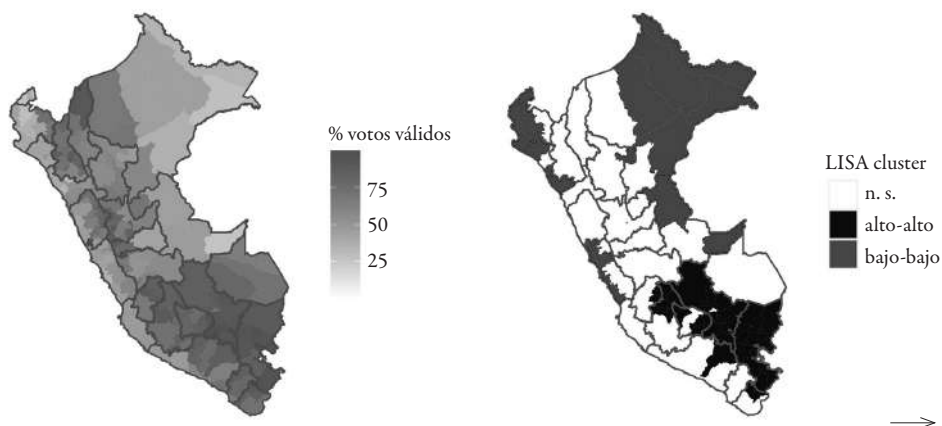 % votos válidos
75
50
25
LISA cluster
n. s.
alto-alto
bajo-bajo